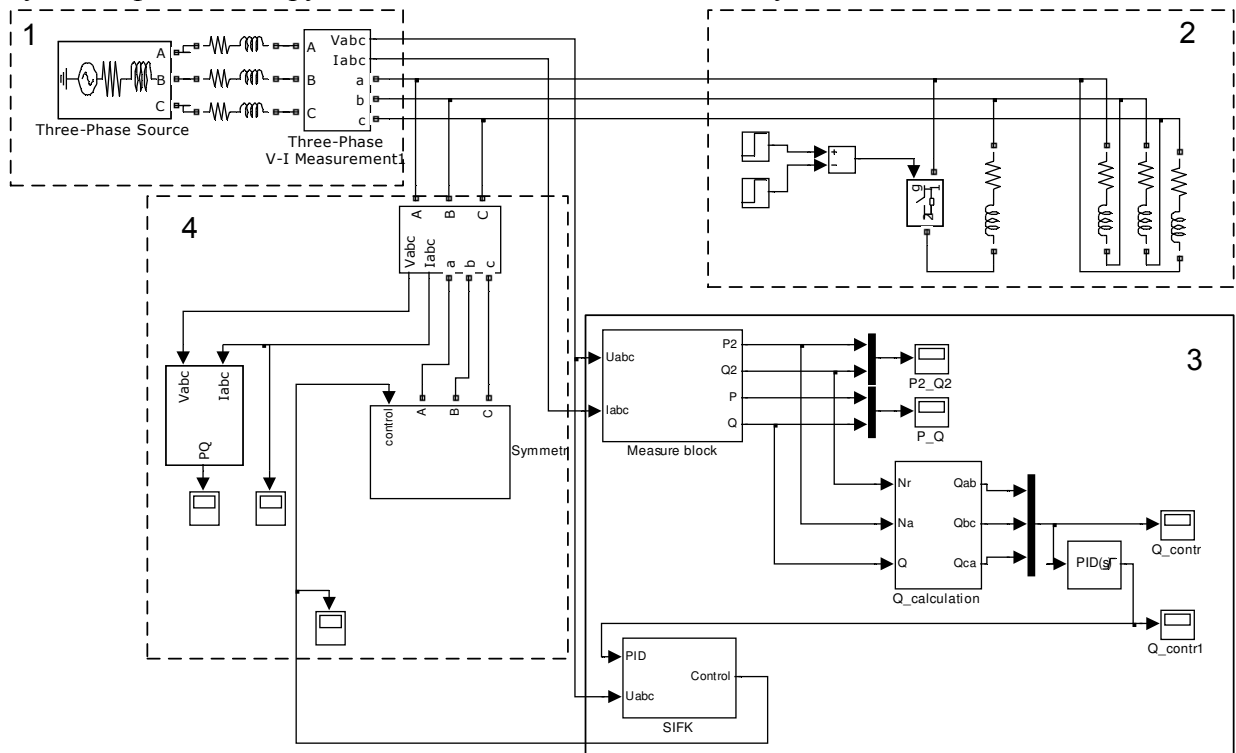 1
A
B
C
Three-Phase Source
A
B
C
Vabc
Iabc
a
b
c
Three-Phase
V-I Measurement1
2
+
−
g
1
2
4
A
B
C
Vabc
Iabc
a
b
c
Vabc
Iabc
PQ
control
A
B
C
Symmetr
3
Uabc
Iabc
P2
Q2
P
Q
Measure block
P2_Q2
P_Q
Nr
Na
Q
Qab
Qbc
Qca
Q_calculation
Q_contr
PID(s)
Q_contr1
PID
Uabc
Control
SIFK